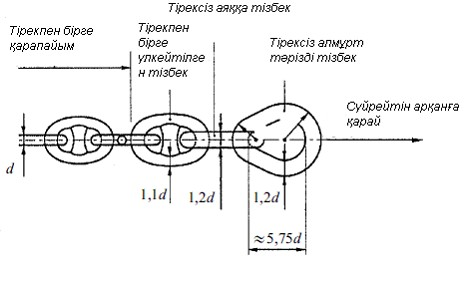 Тірексіз аяққа тізбек
Тірекпен бірге
қарапайым
Тірекпен
бірге
үлкейтілге
н тізбек
Тірексіз алмұрт
тәрізді тізбек
Сүйрейтін арқанға
қарай
d
1,1d
1,2d
1,2d
≈5,75d